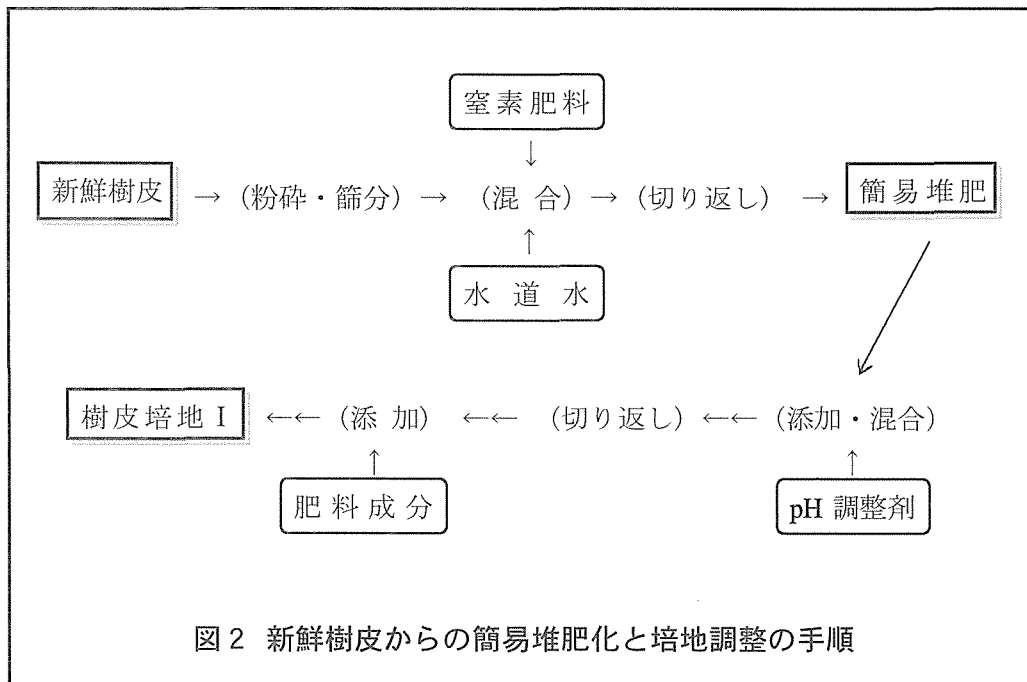 窒素肥料
↓
新鮮樹皮 → (粉砕・篩分) → (混 合) → (切り返し) → 簡易堆肥
↑
水 道 水
樹皮培地 I ←← (添 加) ←← (切り返し) ←← (添加・混合)
↑ ↑
肥 料 成 分 pH 調整剤
図2 新鮮樹皮からの簡易堆肥化と培地調整の手順